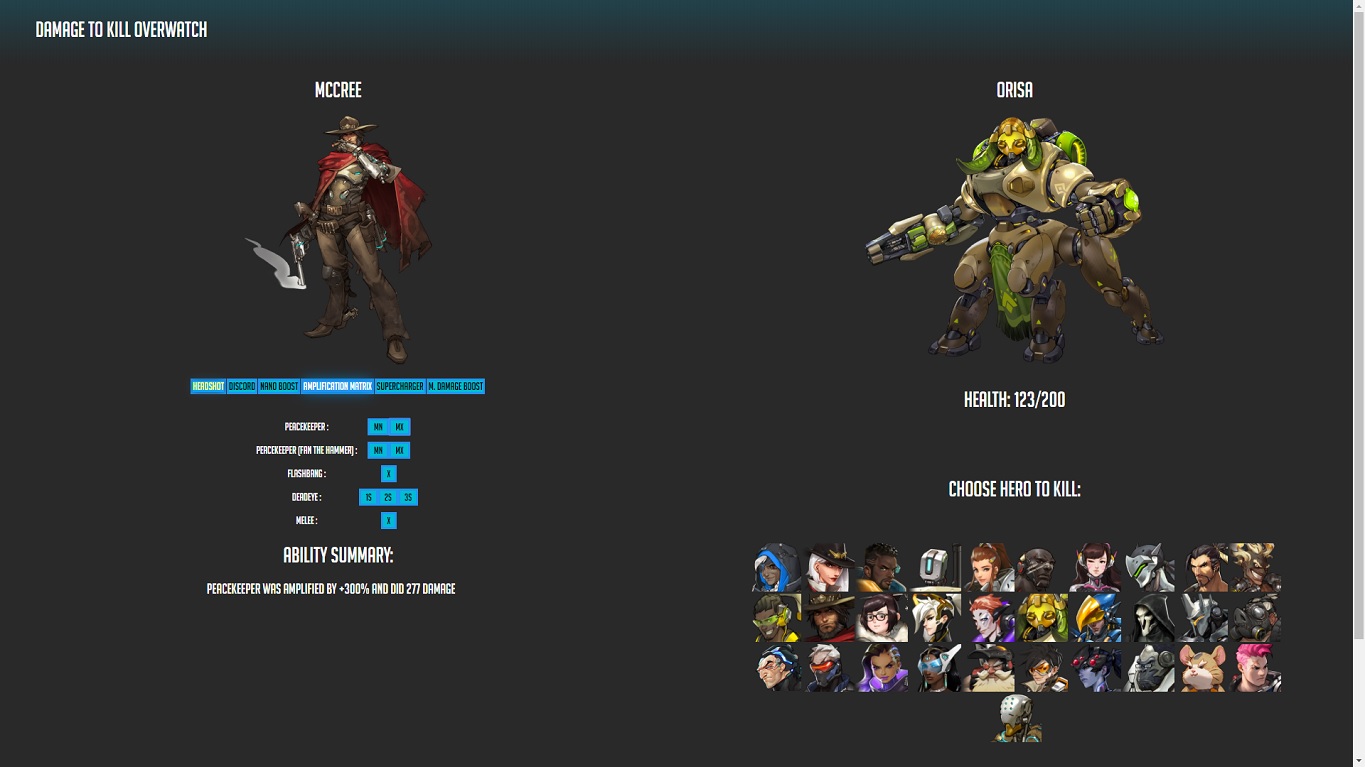 DAMAGE TO KILL OVERWATCH
MCCREE
HEADSHOT DISCORD NANO BOOST AMPLIFICATION MATRIX SUPERCHARGER M. DAMAGE BOOST
PEACEKEEPER : MN MX
PEACEKEEPER (FAN THE HAMMER) : MN MX
FLASHBANG : X
DEADEYE : 1S 2S 3S
MELEE : X
ABILITY SUMMARY:
PEACEKEEPER WAS AMPLIFIED BY +300% AND DID 277 DAMAGE
ORISA
HEALTH: 123/200
CHOOSE HERO TO KILL: